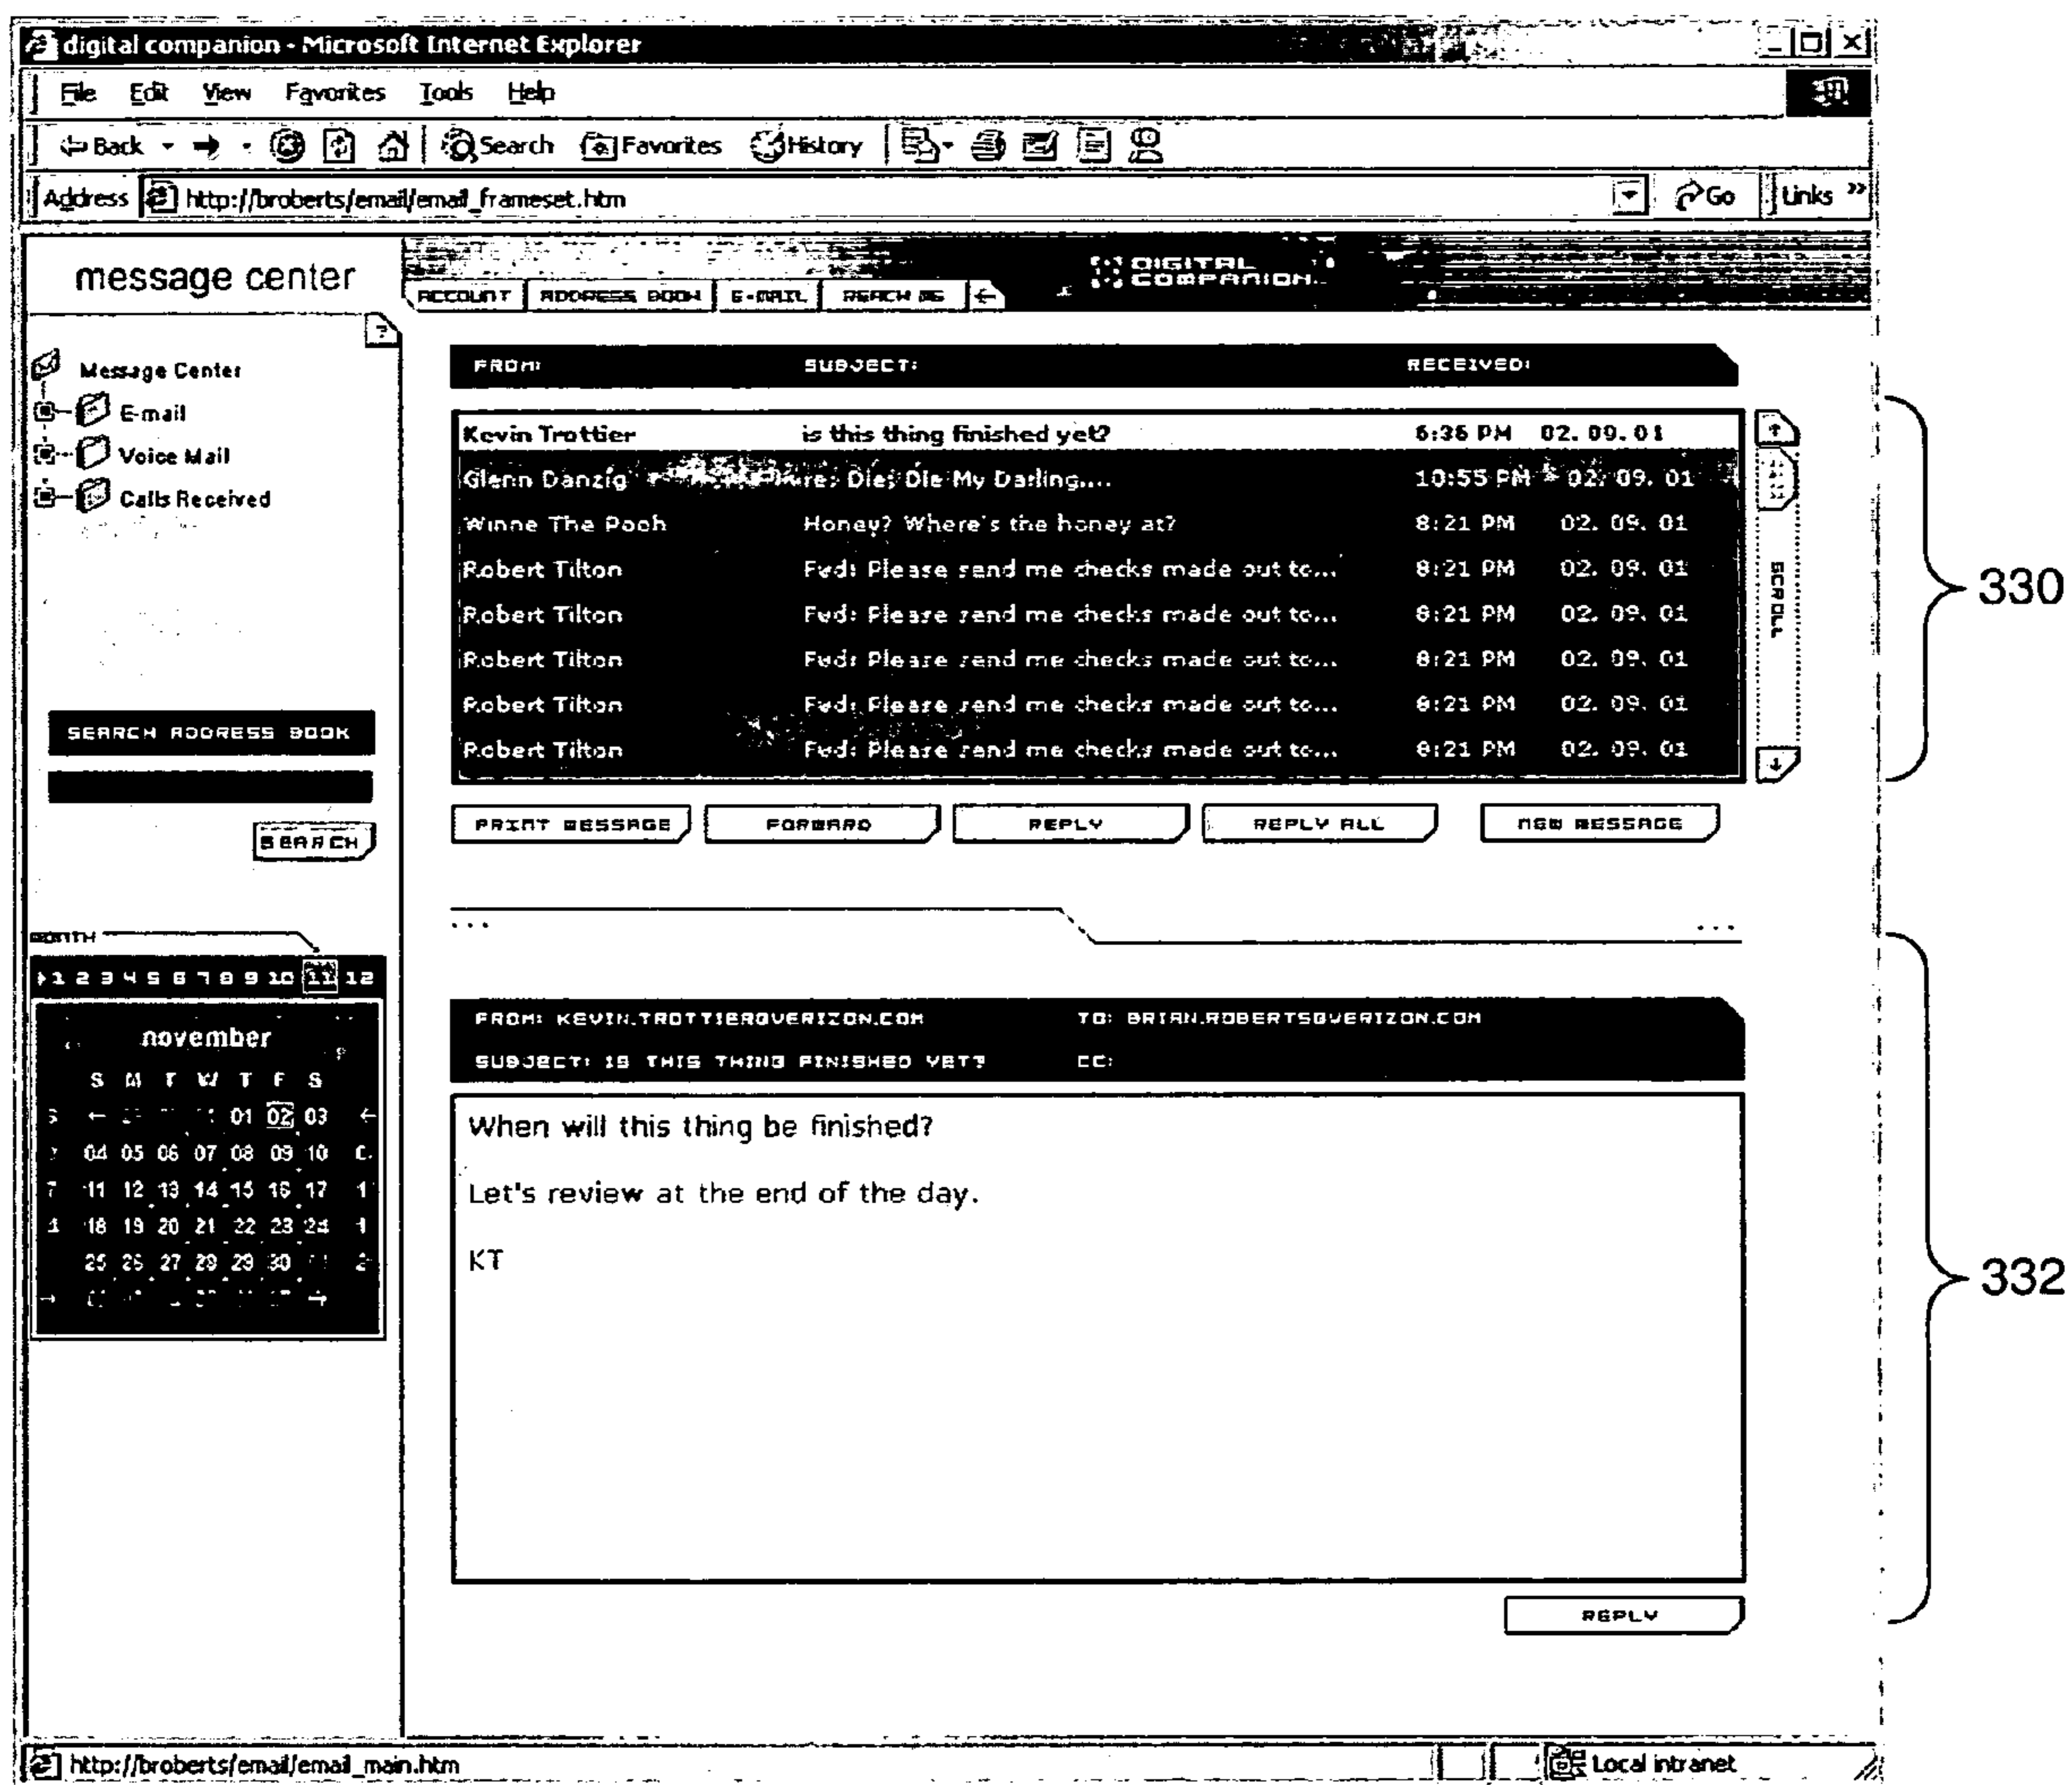 digital companion - Microsoft Internet Explorer
File Edit View Favorites Tools Help
Back Search Favorites History
Address http://broberts/email/email_frameset.htm Go Links »
message center
ACCOUNT ADDRESS BOOK E-MAIL REACH ME ←
DIGITAL COMPANION
?
Message Center
E-mail
Voice Mail
Calls Received
SEARCH ADDRESS BOOK
SEARCH
MONTH
1 2 3 4 5 6 7 8 9 10 11 12
november
S M T W T F S
01 02 03
04 05 06 07 08 09 10
11 12 13 14 15 16 17
18 19 20 21 22 23 24
25 26 27 28 29 30
FROM: SUBJECT: RECEIVED:
Kevin Trottier is this thing finished yet? 6:36 PM 02. 09. 01
Glenn Danzig Die, Die My Darling.... 10:55 PM 02. 09. 01
Winne The Pooh Honey? Where's the honey at? 8:21 PM 02. 09. 01
Robert Tilton Fwd: Please send me checks made out to... 8:21 PM 02. 09. 01
Robert Tilton Fwd: Please send me checks made out to... 8:21 PM 02. 09. 01
Robert Tilton Fwd: Please send me checks made out to... 8:21 PM 02. 09. 01
Robert Tilton Fwd: Please send me checks made out to... 8:21 PM 02. 09. 01
Robert Tilton Fwd: Please send me checks made out to... 8:21 PM 02. 09. 01
SCROLL
330
PRINT MESSAGE FORWARD REPLY REPLY ALL NEW MESSAGE
... ...
FROM: KEVIN.TROTTIER@VERIZON.COM TO: BRIAN.ROBERTS@VERIZON.COM
SUBJECT: IS THIS THING FINISHED YET? CC:
When will this thing be finished?
Let's review at the end of the day.
KT
332
REPLY
http://broberts/email/email_main.htm Local intranet